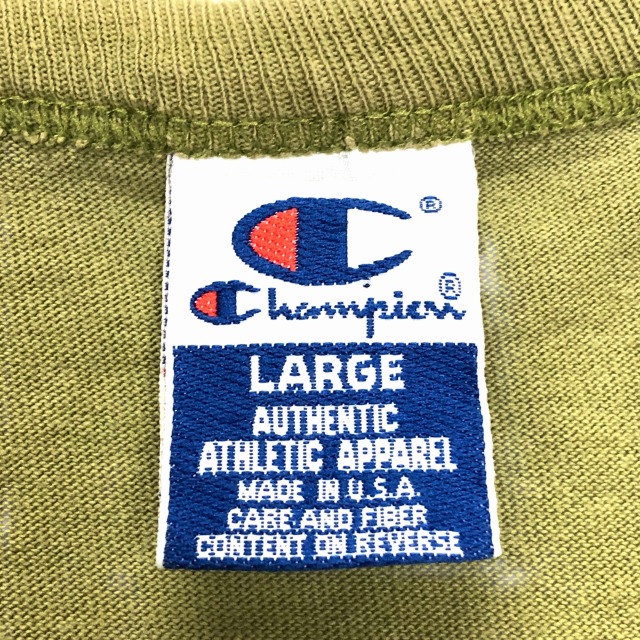 ®
Champion®
LARGE
AUTHENTIC
ATHLETIC APPAREL
MADE IN U.S.A.
CARE AND FIBER
CONTENT ON REVERSE